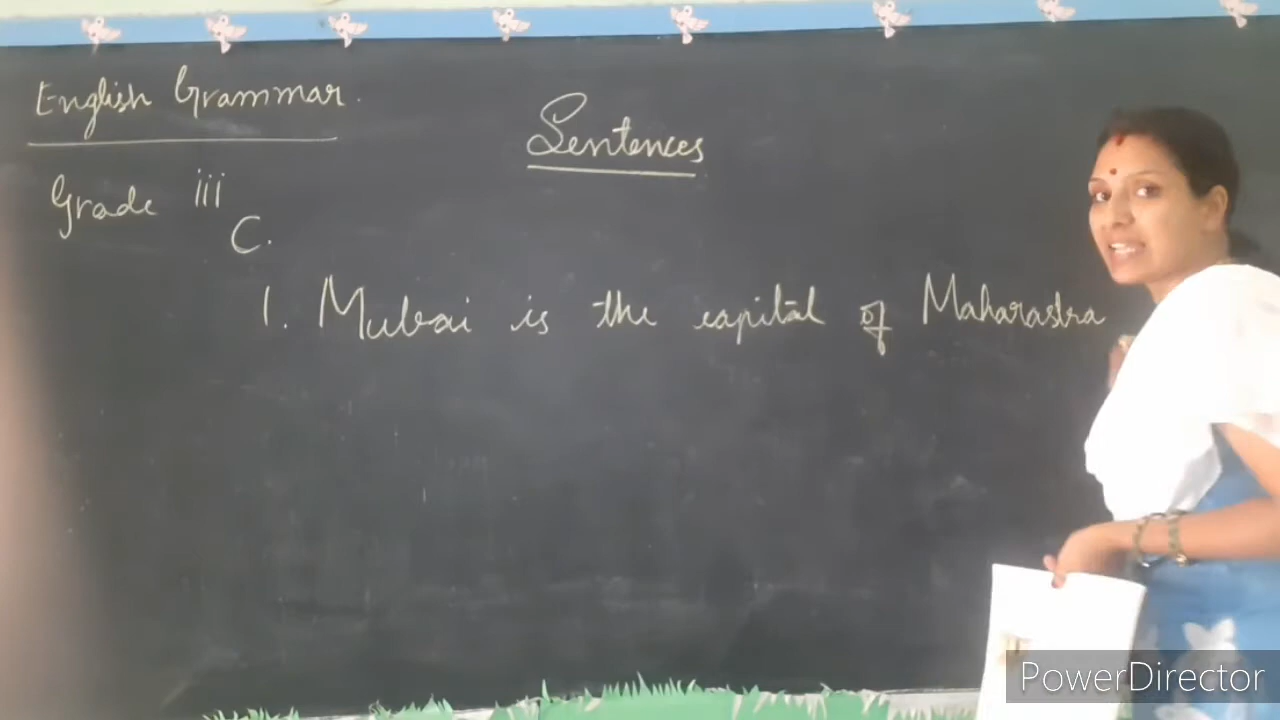 English Grammar.
Sentences
Grade iii
C.
1. Mubai is the capital of Maharastra
PowerDirector